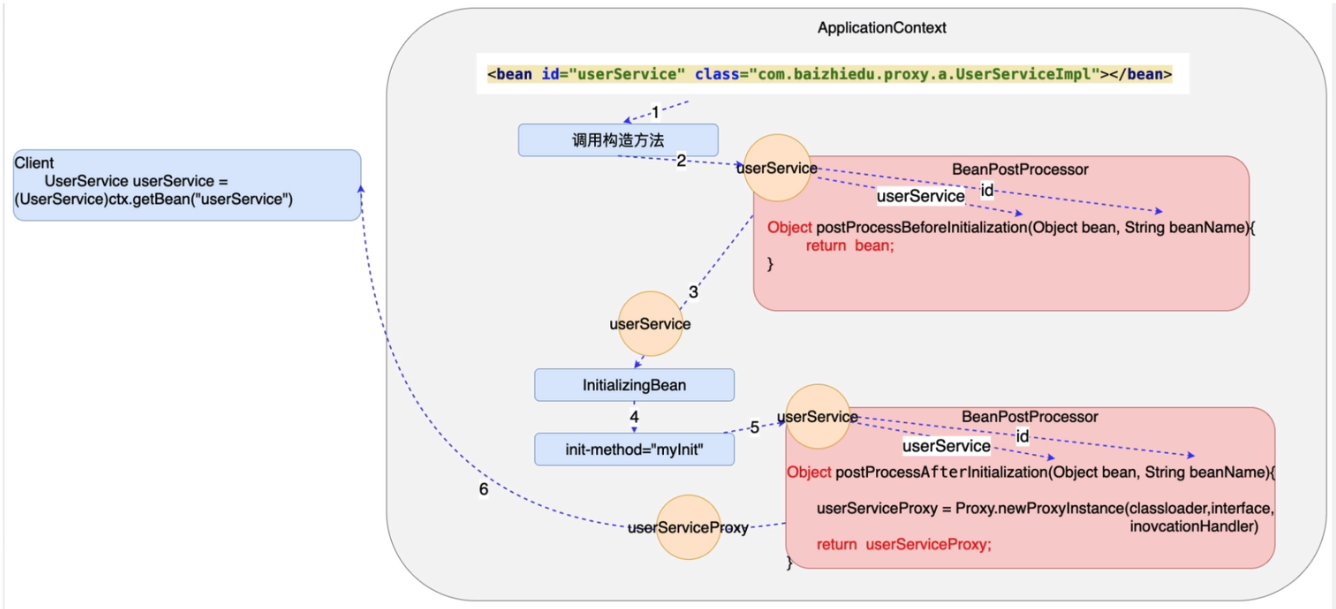 ApplicationContext
<bean id="userService" class="com.baizhiedu.proxy.a.UserServiceImpl"></bean>
1
调用构造方法
2
Client
UserService userService =
(UserService)ctx.getBean("userService")
userService
BeanPostProcessor
id
userService
Object postProcessBeforeInitialization(Object bean, String beanName){
return bean;
}
3
userService
InitializingBean
4
init-method="myInit"
5
userService
BeanPostProcessor
id
userService
Object postProcessAfterInitialization(Object bean, String beanName){
userServiceProxy = Proxy.newProxyInstance(classloader,interface,
inovcationHandler)
return userServiceProxy;
}
6
userServiceProxy